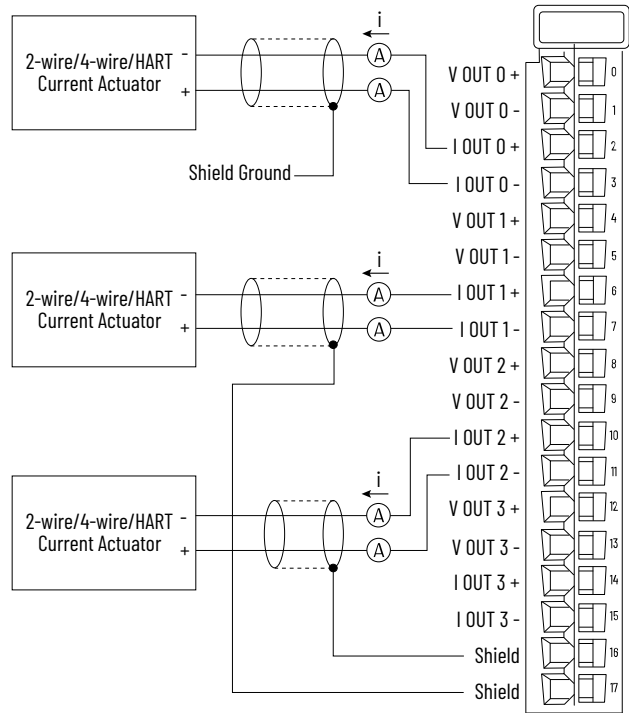 2-wire/4-wire/HART
Current Actuator
-
+
i
A
A
Shield Ground
2-wire/4-wire/HART
Current Actuator
-
+
i
A
A
2-wire/4-wire/HART
Current Actuator
-
+
i
A
A
V OUT 0 + 0
V OUT 0 - 1
I OUT 0 + 2
I OUT 0 - 3
V OUT 1 + 4
V OUT 1 - 5
I OUT 1 + 6
I OUT 1 - 7
V OUT 2 + 8
V OUT 2 - 9
I OUT 2 + 10
I OUT 2 - 11
V OUT 3 + 12
V OUT 3 - 13
I OUT 3 + 14
I OUT 3 - 15
Shield 16
Shield 17